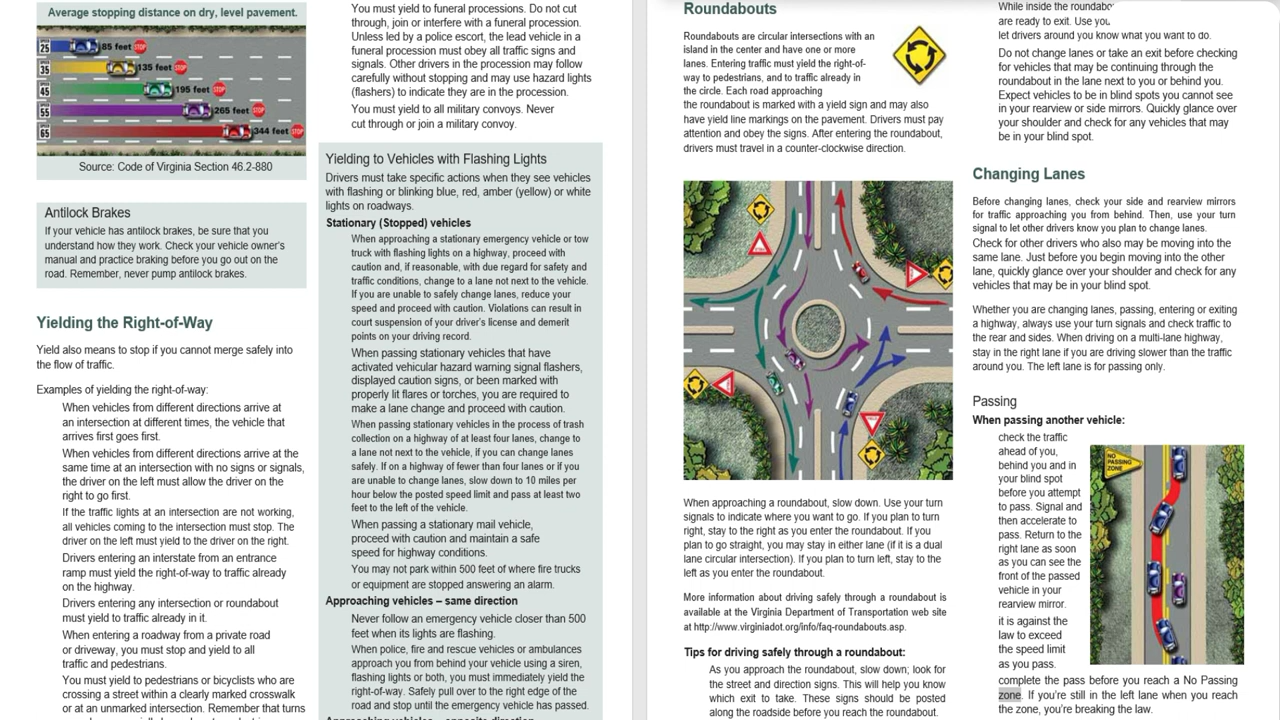 Average stopping distance on dry, level pavement.
SPEED
25
85 feet
STOP
35
135 feet
STOP
45
195 feet
STOP
55
265 feet
STOP
65
344 feet
STOP
Source: Code of Virginia Section 46.2-880
Antilock Brakes
If your vehicle has antilock brakes, be sure that you
understand how they work. Check your vehicle owner's
manual and practice braking before you go out on the
road. Remember, never pump antilock brakes.
Yielding the Right-of-Way
Yield also means to stop if you cannot merge safely into
the flow of traffic.
Examples of yielding the right-of-way:
When vehicles from different directions arrive at
an intersection at different times, the vehicle that
arrives first goes first.
When vehicles from different directions arrive at the
same time at an intersection with no signs or signals,
the driver on the left must allow the driver on the
right to go first.
If the traffic lights at an intersection are not working,
all vehicles coming to the intersection must stop. The
driver on the left must yield to the driver on the right.
Drivers entering an interstate from an entrance
ramp must yield the right-of-way to traffic already
on the highway.
Drivers entering any intersection or roundabout
must yield to traffic already in it.
When entering a roadway from a private road
or driveway, you must stop and yield to all
traffic and pedestrians.
You must yield to pedestrians or bicyclists who are
crossing a street within a clearly marked crosswalk
or at an unmarked intersection. Remember that turns
You must yield to funeral processions. Do not cut
through, join or interfere with a funeral procession.
Unless led by a police escort, the lead vehicle in a
funeral procession must obey all traffic signs and
signals. Other drivers in the procession may follow
carefully without stopping and may use hazard lights
(flashers) to indicate they are in the procession.
You must yield to all military convoys. Never
cut through or join a military convoy.
Yielding to Vehicles with Flashing Lights
Drivers must take specific actions when they see vehicles
with flashing or blinking blue, red, amber (yellow) or white
lights on roadways.
Stationary (Stopped) vehicles
When approaching a stationary emergency vehicle or tow
truck with flashing lights on a highway, proceed with
caution and, if reasonable, with due regard for safety and
traffic conditions, change to a lane not next to the vehicle.
If you are unable to safely change lanes, reduce your
speed and proceed with caution. Violations can result in
court suspension of your driver's license and demerit
points on your driving record.
When passing stationary vehicles that have
activated vehicular hazard warning signal flashers,
displayed caution signs, or been marked with
properly lit flares or torches, you are required to
make a lane change and proceed with caution.
When passing stationary vehicles in the process of trash
collection on a highway of at least four lanes, change to
a lane not next to the vehicle, if you can change lanes
safely. If on a highway of fewer than four lanes or if you
are unable to change lanes, slow down to 10 miles per
hour below the posted speed limit and pass at least two
feet to the left of the vehicle.
When passing a stationary mail vehicle,
proceed with caution and maintain a safe
speed for highway conditions.
You may not park within 500 feet of where fire trucks
or equipment are stopped answering an alarm.
Approaching vehicles – same direction
Never follow an emergency vehicle closer than 500
feet when its lights are flashing.
When police, fire and rescue vehicles or ambulances
approach you from behind your vehicle using a siren,
flashing lights or both, you must immediately yield the
right-of-way. Safely pull over to the right edge of the
road and stop until the emergency vehicle has passed.
Approaching vehicles – opposite direction
Roundabouts
Roundabouts are circular intersections with an
island in the center and have one or more
lanes. Entering traffic must yield the right-of-
way to pedestrians, and to traffic already in
the circle. Each road approaching
the roundabout is marked with a yield sign and may also
have yield line markings on the pavement. Drivers must pay
attention and obey the signs. After entering the roundabout,
drivers must travel in a counter-clockwise direction.
When approaching a roundabout, slow down. Use your turn
signals to indicate where you want to go. If you plan to turn
right, stay to the right as you enter the roundabout. If you
plan to go straight, you may stay in either lane (if it is a dual
lane circular intersection). If you plan to turn left, stay to the
left as you enter the roundabout.
More information about driving safely through a roundabout is
available at the Virginia Department of Transportation web site
at http://www.virginiadot.org/info/faq-roundabouts.asp.
Tips for driving safely through a roundabout:
As you approach the roundabout, slow down; look for
the street and direction signs. This will help you know
which exit to take. These signs should be posted
along the roadside before you reach the roundabout.
While inside the roundabo
are ready to exit. Use you
let drivers around you know what you want to do.
Do not change lanes or take an exit before checking
for vehicles that may be continuing through the
roundabout in the lane next to you or behind you.
Expect vehicles to be in blind spots you cannot see
in your rearview or side mirrors. Quickly glance over
your shoulder and check for any vehicles that may
be in your blind spot.
Changing Lanes
Before changing lanes, check your side and rearview mirrors
for traffic approaching you from behind. Then, use your turn
signal to let other drivers know you plan to change lanes.
Check for other drivers who also may be moving into the
same lane. Just before you begin moving into the other
lane, quickly glance over your shoulder and check for any
vehicles that may be in your blind spot.
Whether you are changing lanes, passing, entering or exiting
a highway, always use your turn signals and check traffic to
the rear and sides. When driving on a multi-lane highway,
stay in the right lane if you are driving slower than the traffic
around you. The left lane is for passing only.
Passing
When passing another vehicle:
check the traffic
ahead of you,
behind you and in
your blind spot
before you attempt
to pass. Signal and
then accelerate to
pass. Return to the
right lane as soon
as you can see the
front of the passed
vehicle in your
rearview mirror.
it is against the
law to exceed
the speed limit
as you pass.
NO
PASSING
ZONE
complete the pass before you reach a No Passing
zone. If you're still in the left lane when you reach
the zone, you're breaking the law.